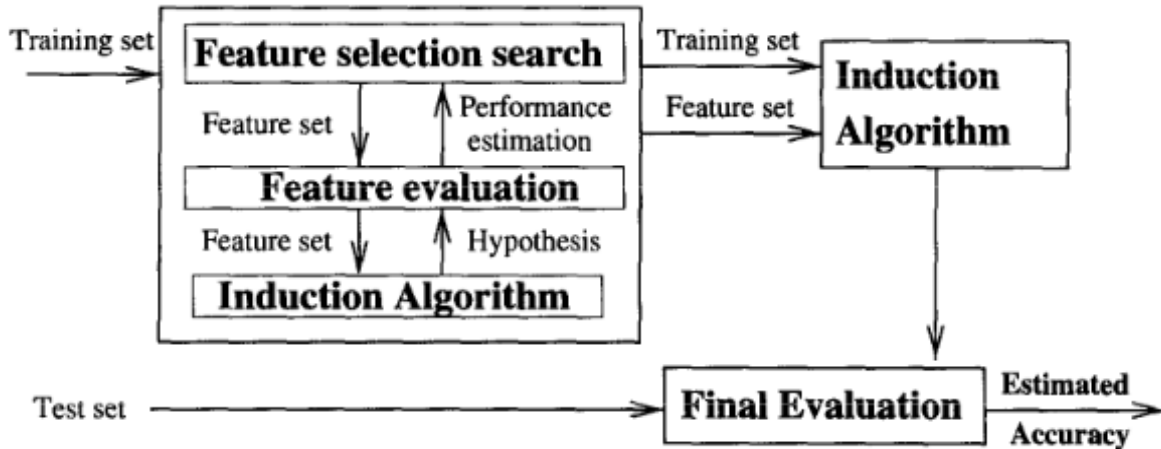 Training set
Feature selection search
Training set
Induction
Algorithm
Feature set
Performance
estimation
Feature set
Feature evaluation
Feature set
Hypothesis
Induction Algorithm
Test set
Final Evaluation
Estimated
Accuracy